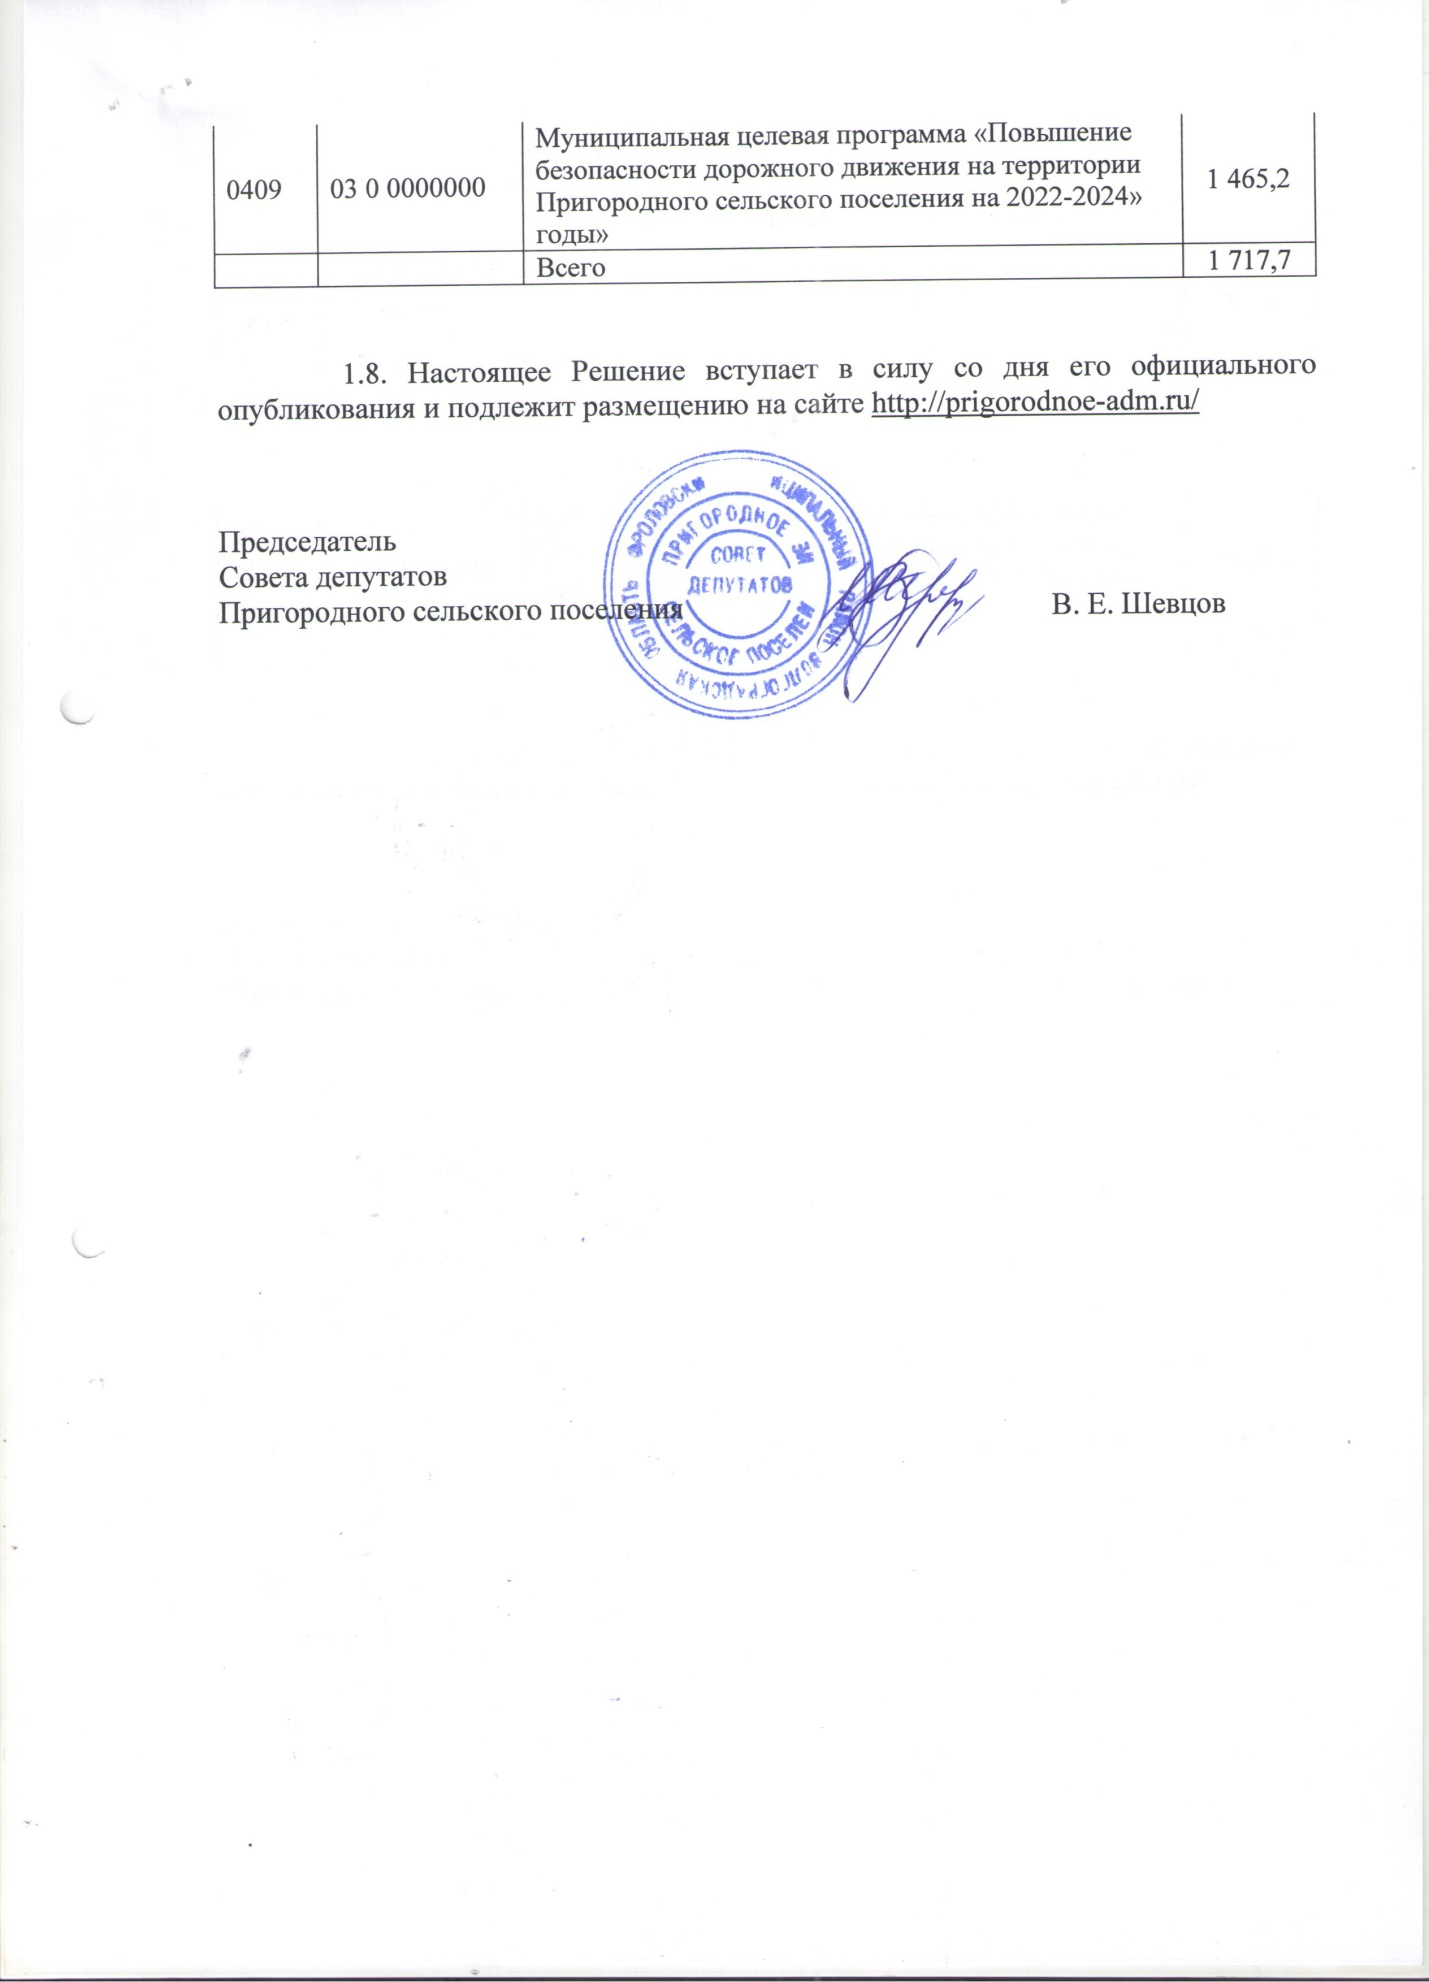 Муниципальная целевая программа «Повышение
безопасности дорожного движения на территории
0409 03 0 0000000 Пригородного сельского поселения на 2022-2024» 1 465,2
годы»
Всего 1 717,7
1.8. Настоящее Решение вступает в силу со дня его официального
опубликования и подлежит размещению на сайте http://prigorodnoe-adm.ru/
Председатель
Совета депутатов
Пригородного сельского поселения В. Е. Шевцов
ПРИГОРОДНОЕ
СОВЕТ
ДЕПУТАТОВ
ВОЛГОГРАДСКАЯ